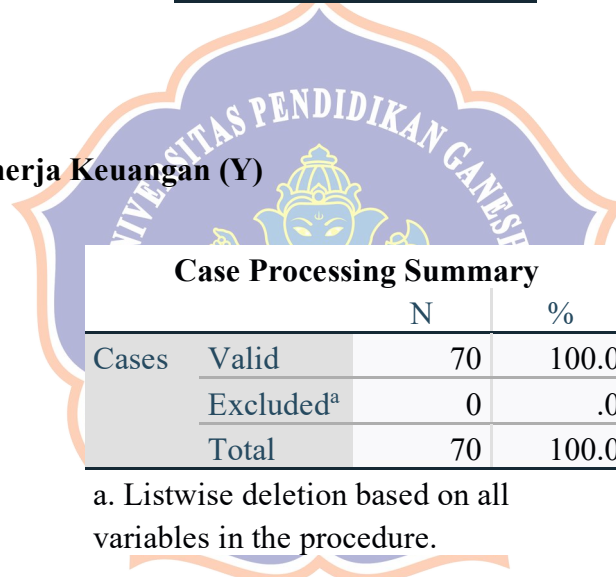 UNIVERSITAS PENDIDIKAN GANESH
nerja Keuangan (Y)
Case Processing Summary
N %
Cases Valid 70 100.0
Excludedᵃ 0 .0
Total 70 100.0
a. Listwise deletion based on all
variables in the procedure.